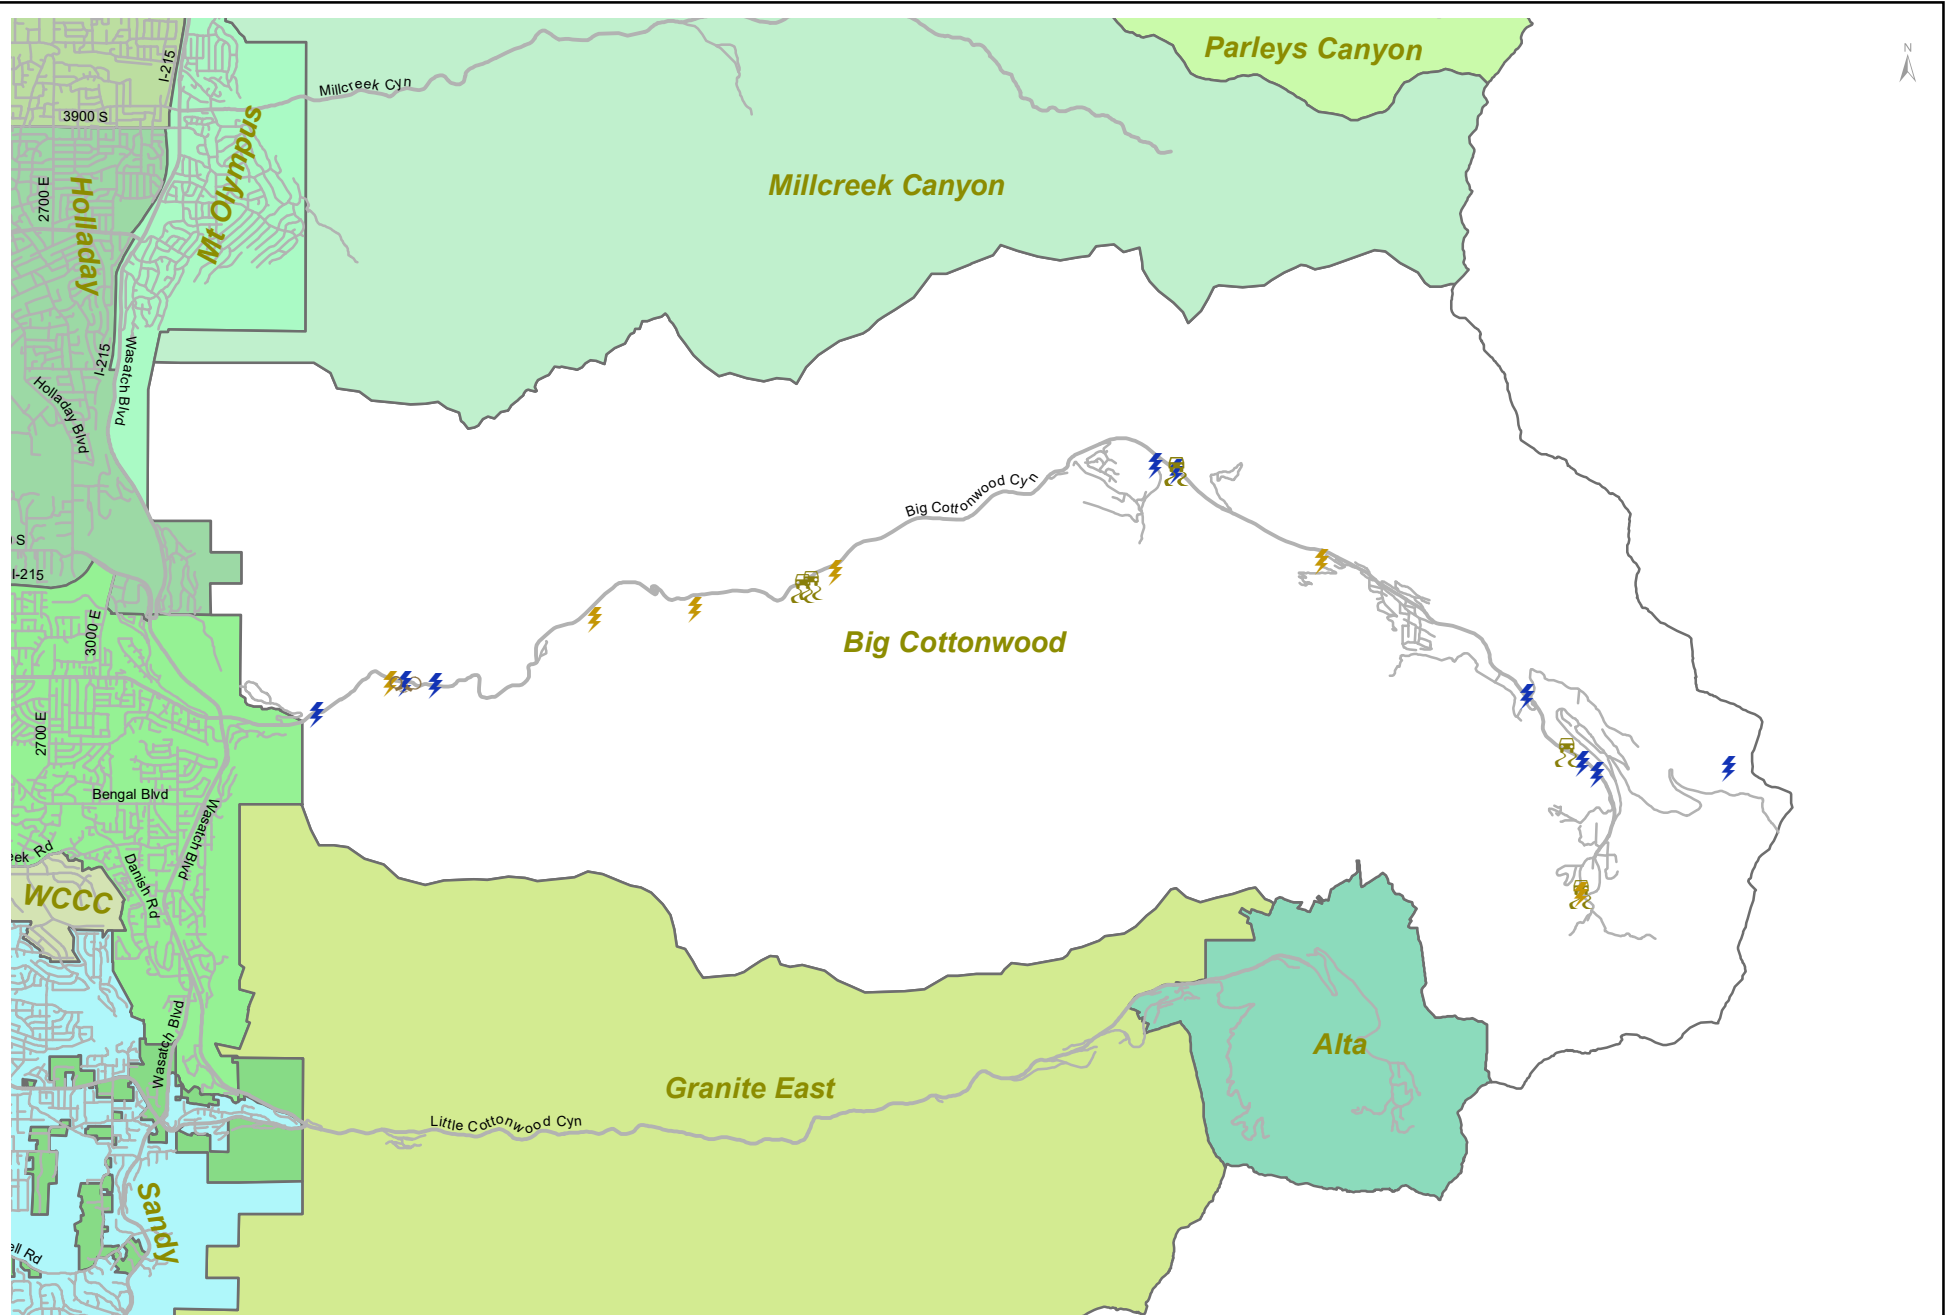 Parleys Canyon
N
I-215
Millcreek Cyn
3900 S
Mt Olympus
Millcreek Canyon
2700 E
Holladay
I-215
Wasatch Blvd
Holladay Blvd
Big Cottonwood Cyn
S
I-215
3000 E
Big Cottonwood
2700 E
Bengal Blvd
Wasatch Blvd
eek Rd
Danish Rd
WCCC
Wasatch Blvd
Alta
Granite East
Little Cottonwood Cyn
Sandy
ell Rd